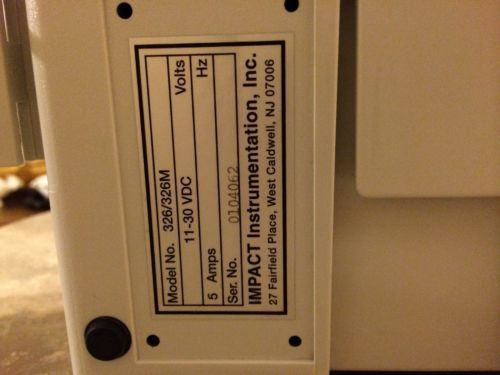 Model No. 326/326M
11-30 VDC Volts
5 Amps Hz
Ser. No. 0104062
IMPACT Instrumentation, Inc.
27 Fairfield Place, West Caldwell, NJ 07006